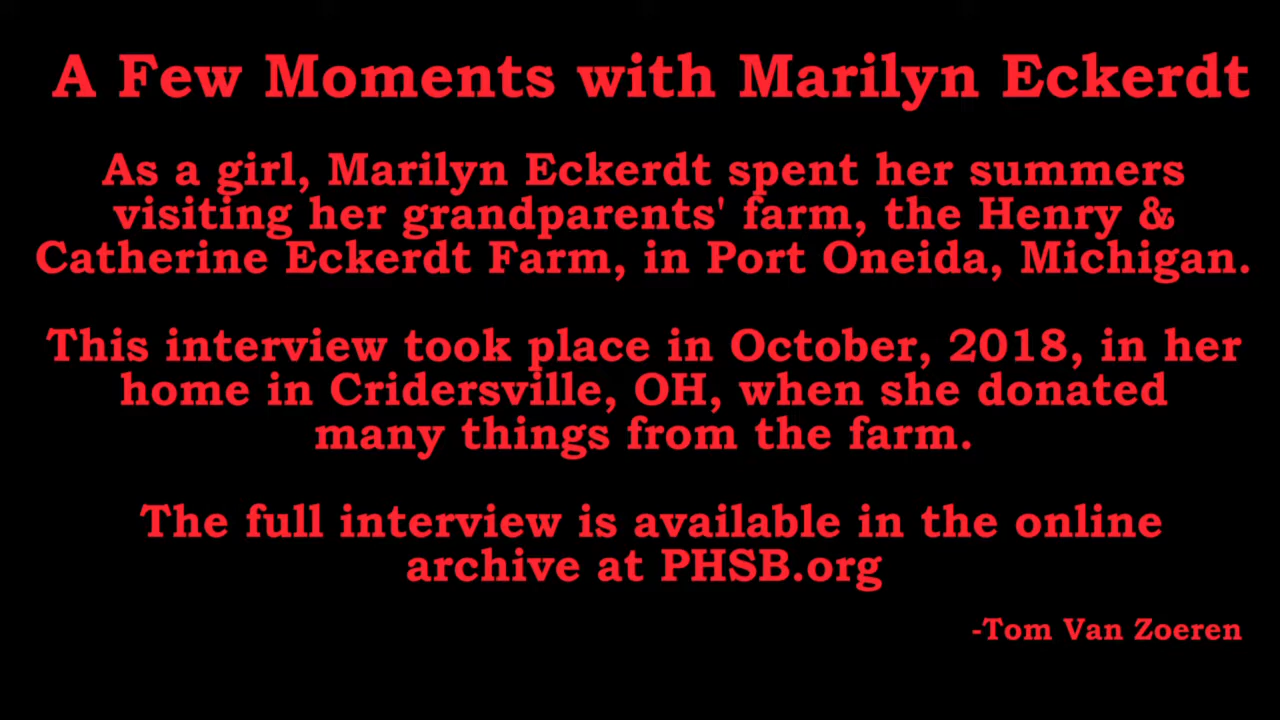 A Few Moments with Marilyn Eckerdt
As a girl, Marilyn Eckerdt spent her summers
visiting her grandparents' farm, the Henry &
Catherine Eckerdt Farm, in Port Oneida, Michigan.
This interview took place in October, 2018, in her
home in Cridersville, OH, when she donated
many things from the farm.
The full interview is available in the online
archive at PHSB.org
-Tom Van Zoeren